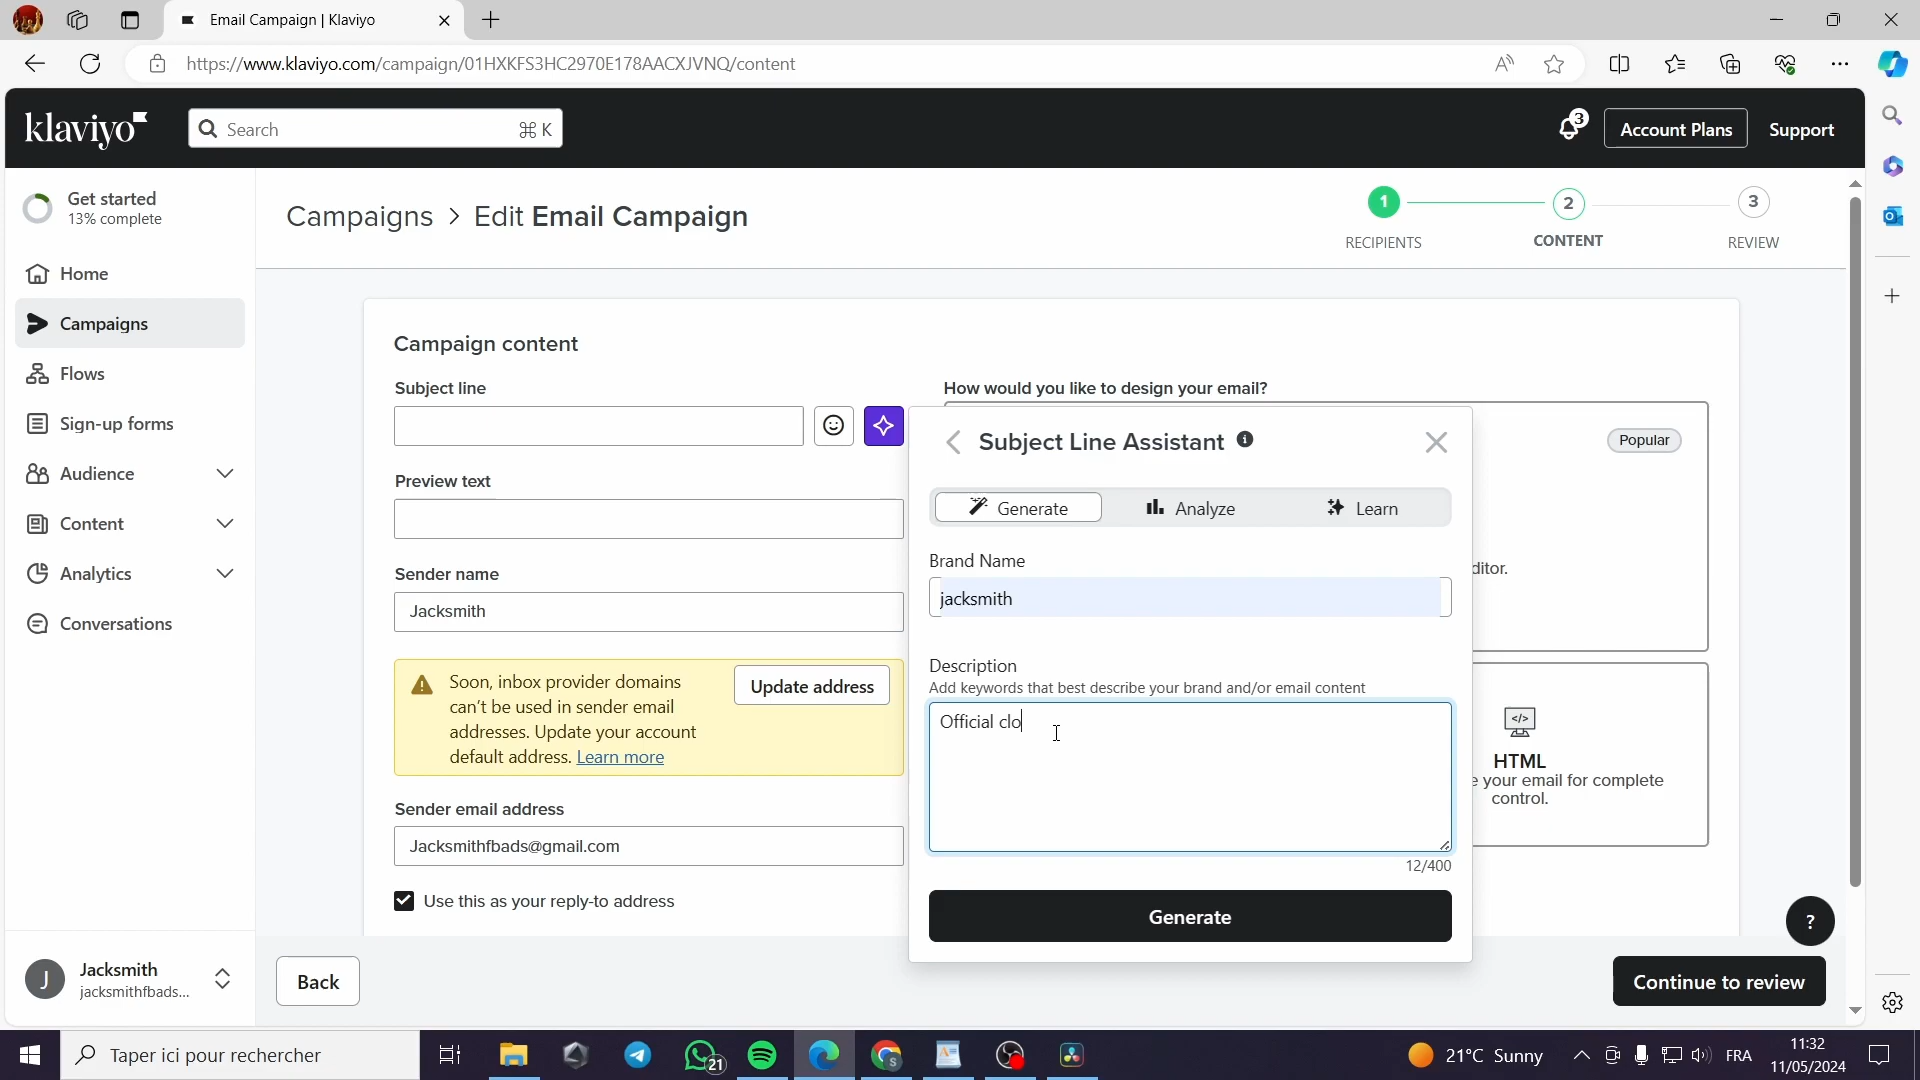 Email Campaign | Klaviyo
https://www.klaviyo.com/campaign/01HXKFS3HC2970E178AACXJVNQ/content
klaviyo
Search
⌘ K
3
Account Plans
Support
Get started
13% complete
Home
Campaigns
Flows
Sign-up forms
Audience
Content
Analytics
Conversations
Jacksmith
jacksmithfbads...
J
Campaigns > Edit Email Campaign
1
RECIPIENTS
2
CONTENT
3
REVIEW
Campaign content
Subject line
Preview text
Sender name
Jacksmith
Soon, inbox provider domains
can't be used in sender email
addresses. Update your account
default address. Learn more
Update address
Sender email address
Jacksmithfbads@gmail.com
Use this as your reply-to address
How would you like to design your email?
Popular
ditor.
HTML
e your email for complete
control.
Subject Line Assistant
Generate
Analyze
Learn
Brand Name
jacksmith
Description
Add keywords that best describe your brand and/or email content
Official clo
12/400
Generate
Back
Continue to review
?
Taper ici pour rechercher
21
S
21°C Sunny
FRA
11:32
11/05/2024